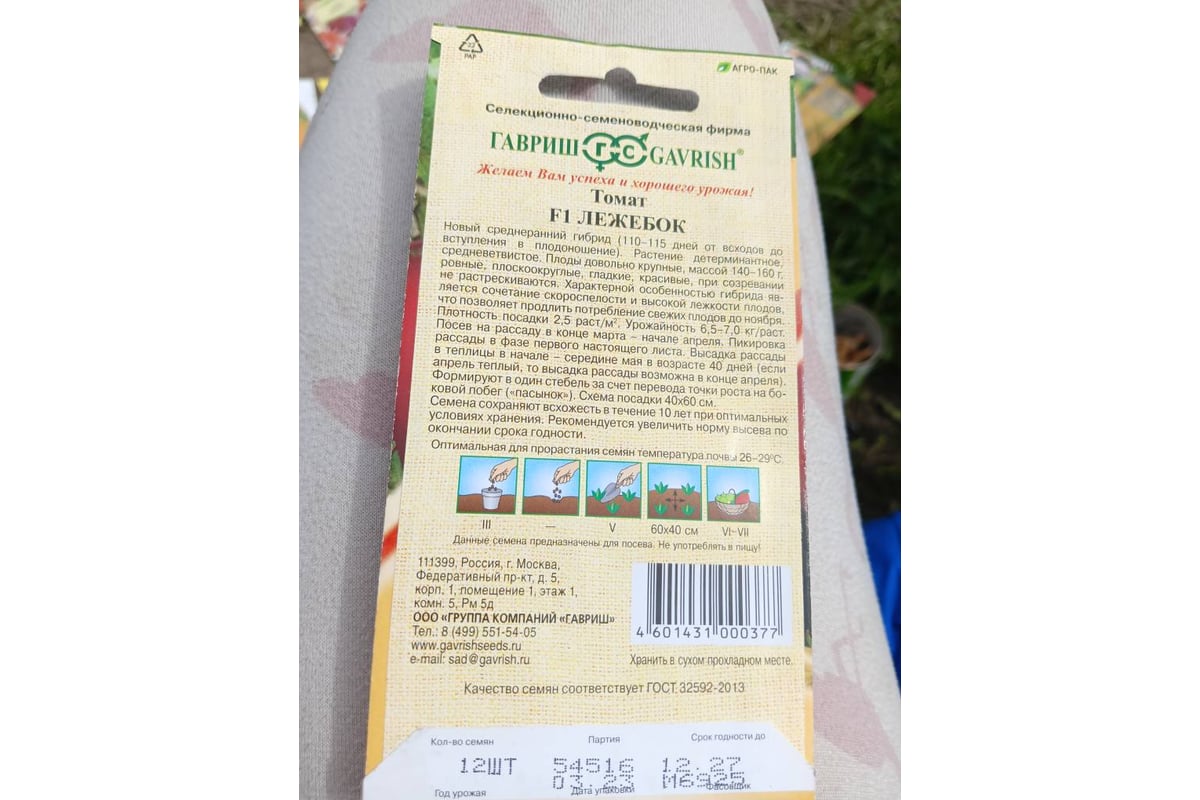 22
PAP
АГРО-ПАК
Селекционно-семеноводческая фирма
ГАВРИШ ГС GAVRISH®
Желаем Вам успеха и хорошего урожая!
Томат
F1 ЛЕЖЕБОК
Новый среднеранний гибрид (110–115 дней от всходов до
вступления в плодоношение). Растение детерминантное,
средневетвистое. Плоды довольно крупные, массой 140–160 г,
ровные, плоскоокруглые, гладкие, красивые, при созревании
не растрескиваются. Характерной особенностью гибрида яв-
ляется сочетание скороспелости и высокой лежкости плодов,
что позволяет продлить потребление свежих плодов до ноября.
Плотность посадки 2,5 раст/м². Урожайность 6,5–7,0 кг/раст.
Посев на рассаду в конце марта – начале апреля. Пикировка
рассады в фазе первого настоящего листа. Высадка рассады
в теплицы в начале – середине мая в возрасте 40 дней (если
апрель теплый, то высадка рассады возможна в конце апреля).
Формируют в один стебель за счет перевода точки роста на бо-
ковой побег («пасынок»). Схема посадки 40х60 см.
Семена сохраняют всхожесть в течение 10 лет при оптимальных
условиях хранения. Рекомендуется увеличить норму высева по
окончании срока годности.
Оптимальная для прорастания семян температура почвы 26–29°С.
III — V 60х40 см VI–VII
Данные семена предназначены для посева. Не употреблять в пищу!
111399, Россия, г. Москва,
Федеративный пр-кт, д. 5,
корп. 1, помещение 1, этаж 1,
комн. 5, Рм 5д
ООО «ГРУППА КОМПАНИЙ «ГАВРИШ»
Тел.: 8 (499) 551-54-05
www.gavrishseeds.ru
e-mail: sad@gavrish.ru
4 601431 000377
Хранить в сухом прохладном месте.
Качество семян соответствует ГОСТ 32592-2013
Кол-во семян Партия Срок годности до
12ШТ 54516 12.27
03.23 М6925
Год урожая Дата упаковки Фасовщик